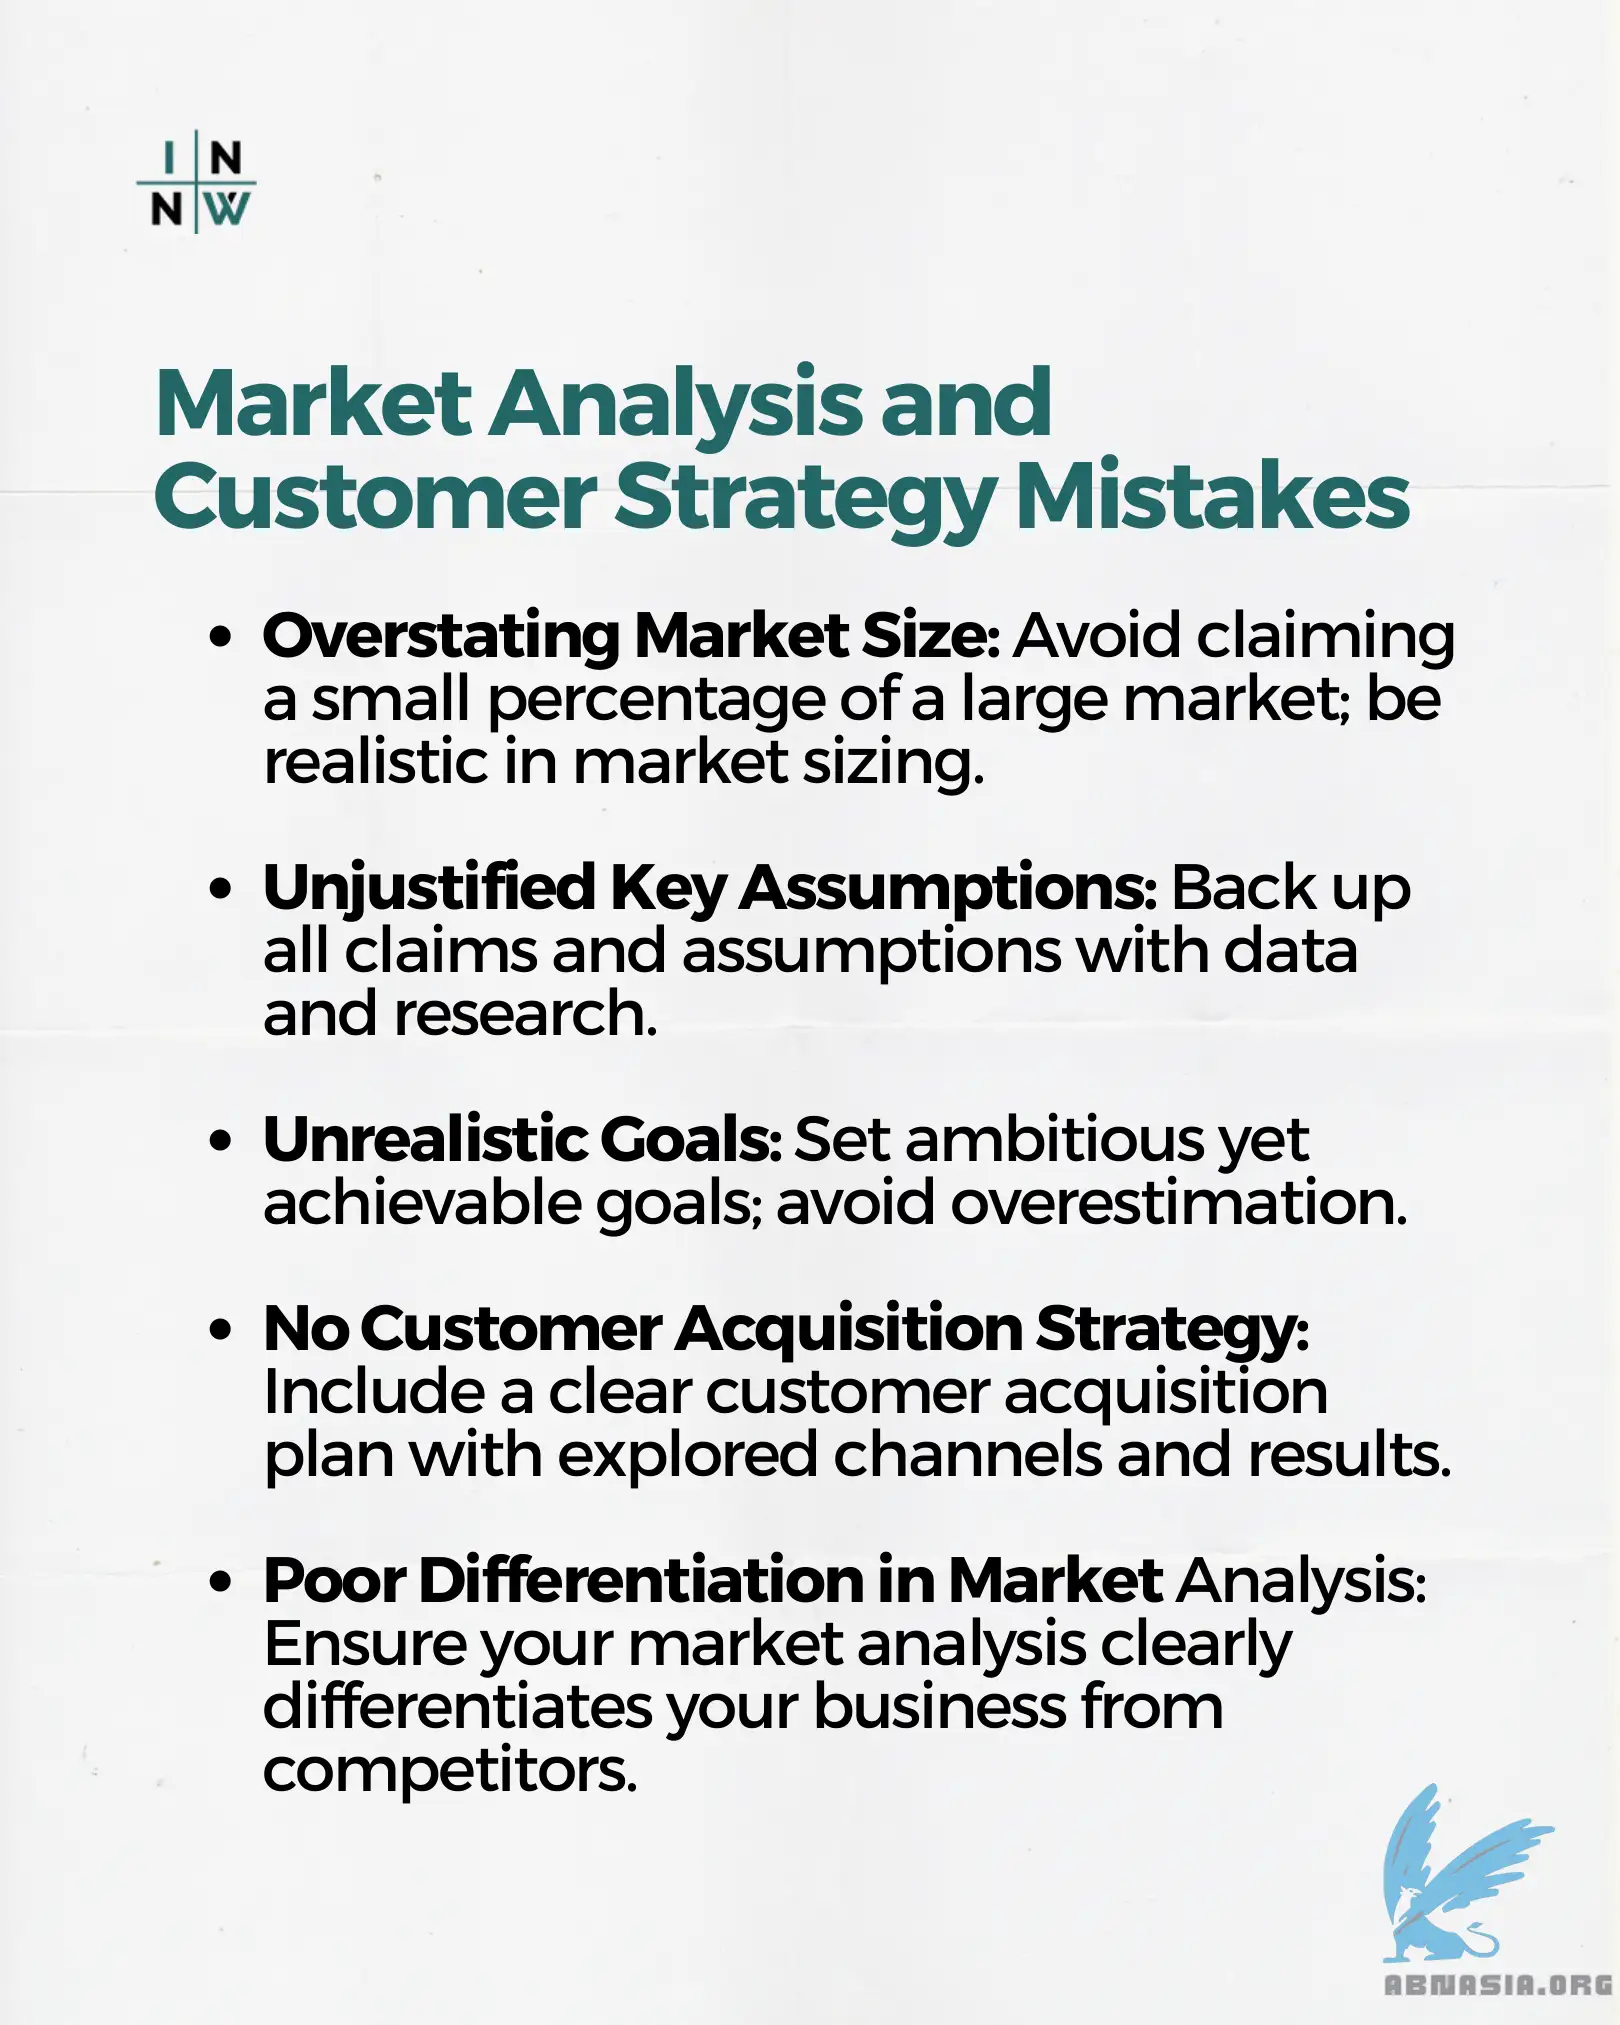 I N
N W
Market Analysis and
Customer Strategy Mistakes
• Overstating Market Size: Avoid claiming
a small percentage of a large market; be
realistic in market sizing.
• Unjustified Key Assumptions: Back up
all claims and assumptions with data
and research.
• Unrealistic Goals: Set ambitious yet
achievable goals; avoid overestimation.
• No Customer Acquisition Strategy:
Include a clear customer acquisition
plan with explored channels and results.
• Poor Differentiation in Market Analysis:
Ensure your market analysis clearly
differentiates your business from
competitors.
ABNASIA.ORG